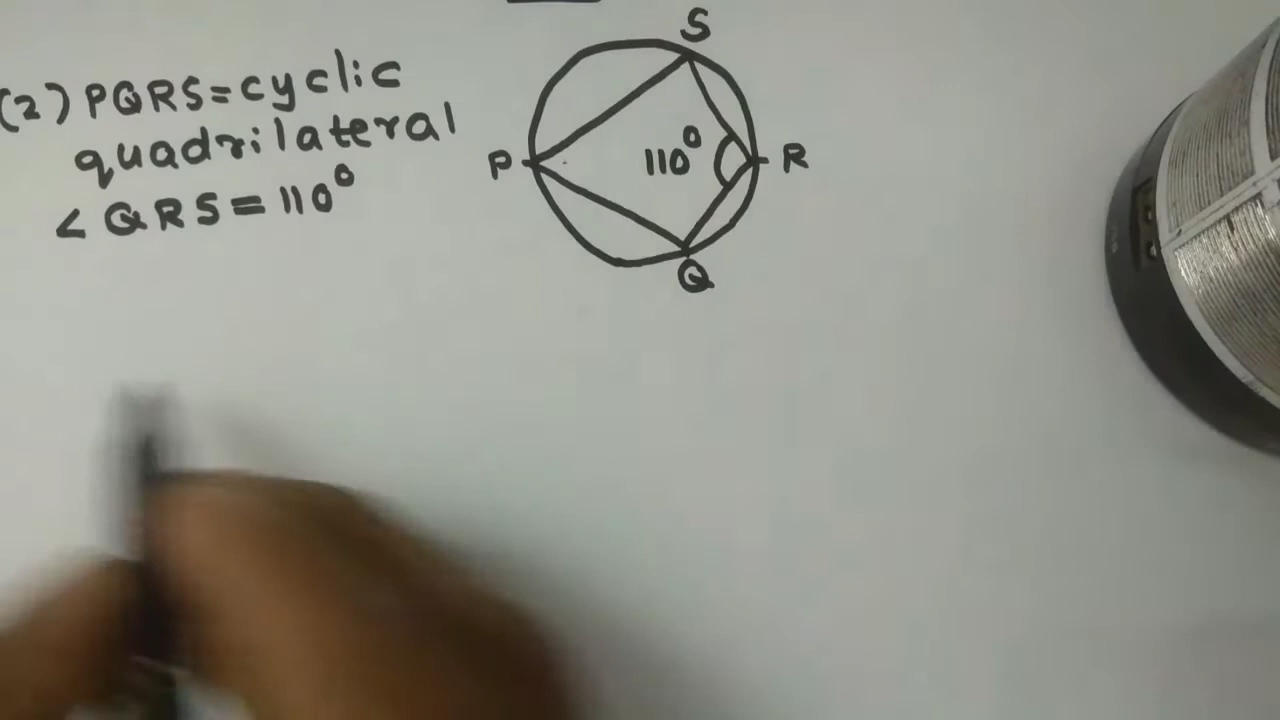 (2) PQRS=cyclic
quadrilateral
< QRS = 110°
S
P
110°
R
Q